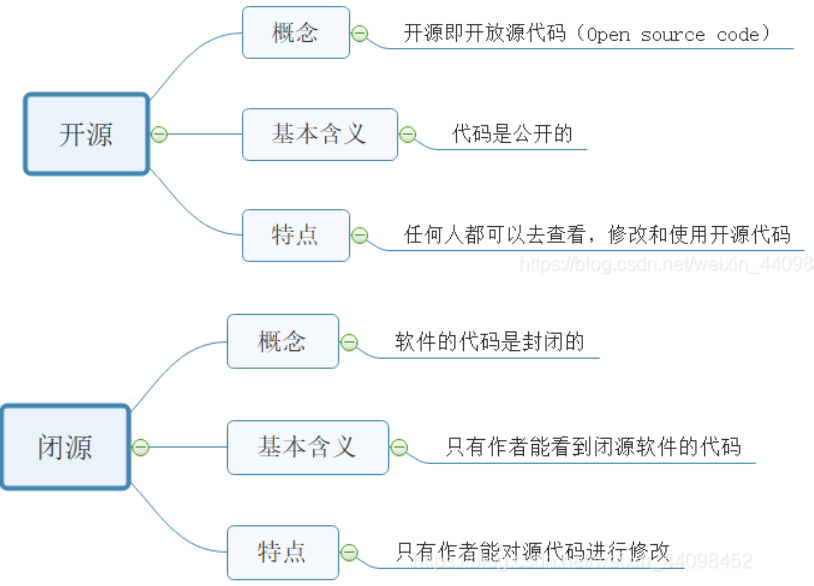 概念
开源即开放源代码（Open source code）
开源
基本含义
代码是公开的
特点
任何人都可以去查看，修改和使用开源代码
https://blog.csdn.net/weixin_44098
概念
软件的代码是封闭的
闭源
基本含义
只有作者能看到闭源软件的代码
特点
只有作者能对源代码进行修改
https://blog.csdn.net/weixin_44098452